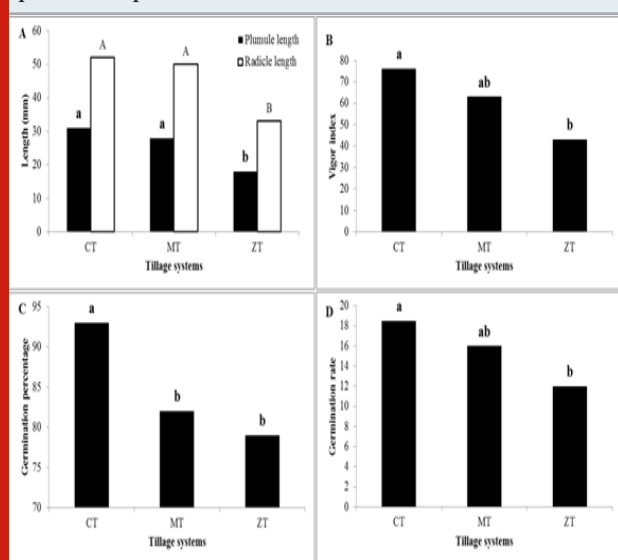 A
60
50
40
30
20
10
0
Length (mm)
Plumule length
Radicle length
a
A
a
A
b
B
CT
MT
ZT
Tillage systems
B
80
70
60
50
40
30
20
10
0
Vigor index
a
ab
b
CT
MT
ZT
Tillage systems
C
95
90
85
80
75
70
Germination percentage
a
b
b
CT
MT
ZT
Tillage systems
D
20
18
16
14
12
10
8
6
4
2
0
Germination rate
a
ab
b
CT
MT
ZT
Tillage systems